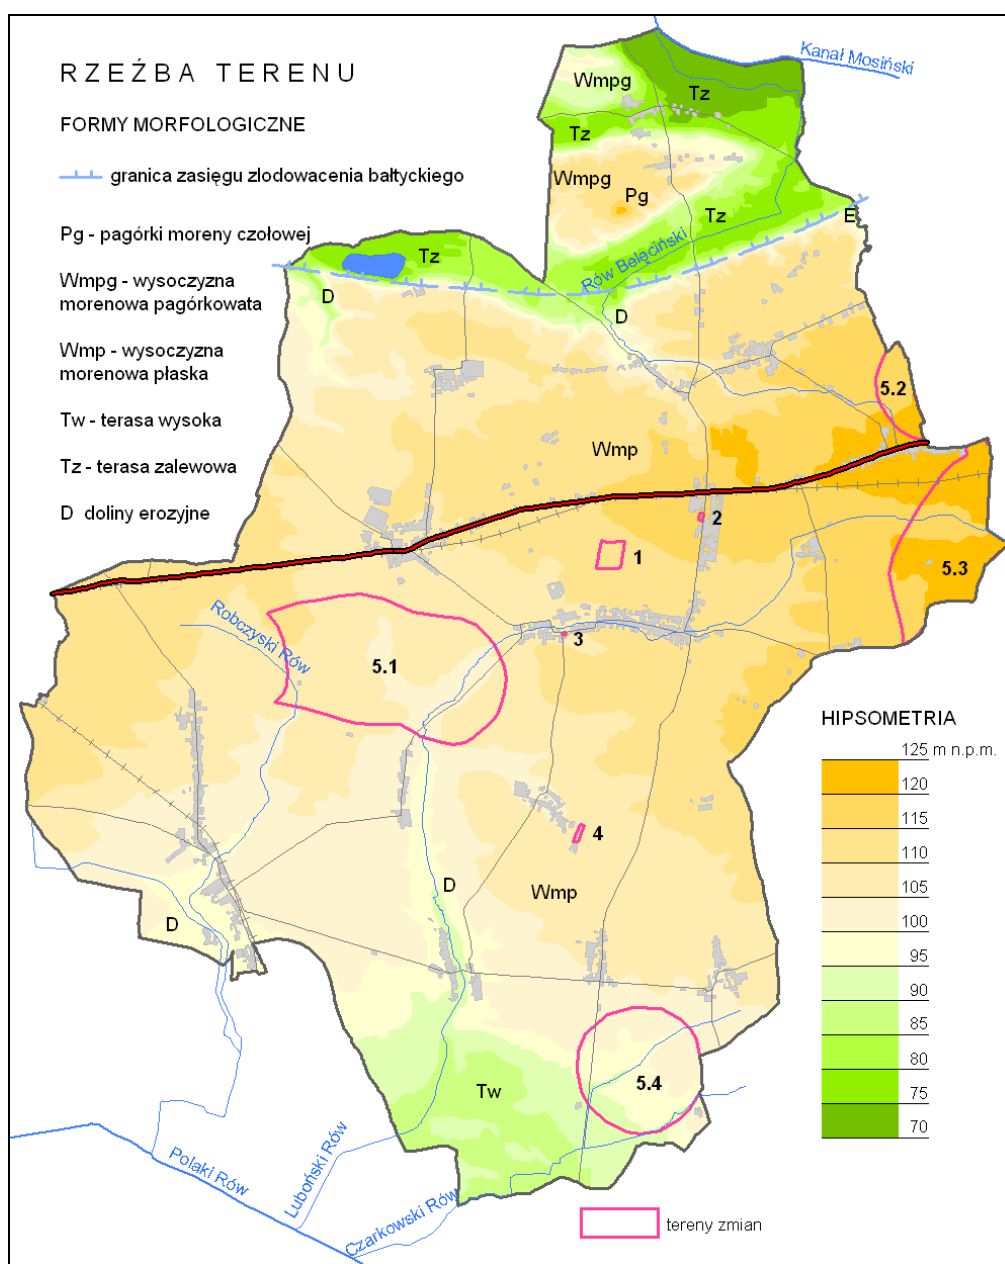 RZEŹBA TERENU
FORMY MORFOLOGICZNE
granica zasięgu zlodowacenia bałtyckiego
Pg - pagórki moreny czołowej
Wmpg - wysoczyzna
morenowa pagórkowata
Wmp - wysoczyzna
morenowa płaska
Tw - terasa wysoka
Tz - terasa zalewowa
D doliny erozyjne
Kanał Mosiński
Wmpg
Tz
Tz
Wmpg
Pg
Tz
E
Rów Bełęciński
Tz
D
D
5.2
Wmp
2
1
5.3
3
Robczyski Rów
5.1
4
Wmp
D
D
5.4
Tw
Polaki Rów
Luboński Rów
Czarkowski Rów
HIPSOMETRIA
125 m n.p.m.
120
115
110
105
100
95
90
85
80
75
70
tereny zmian